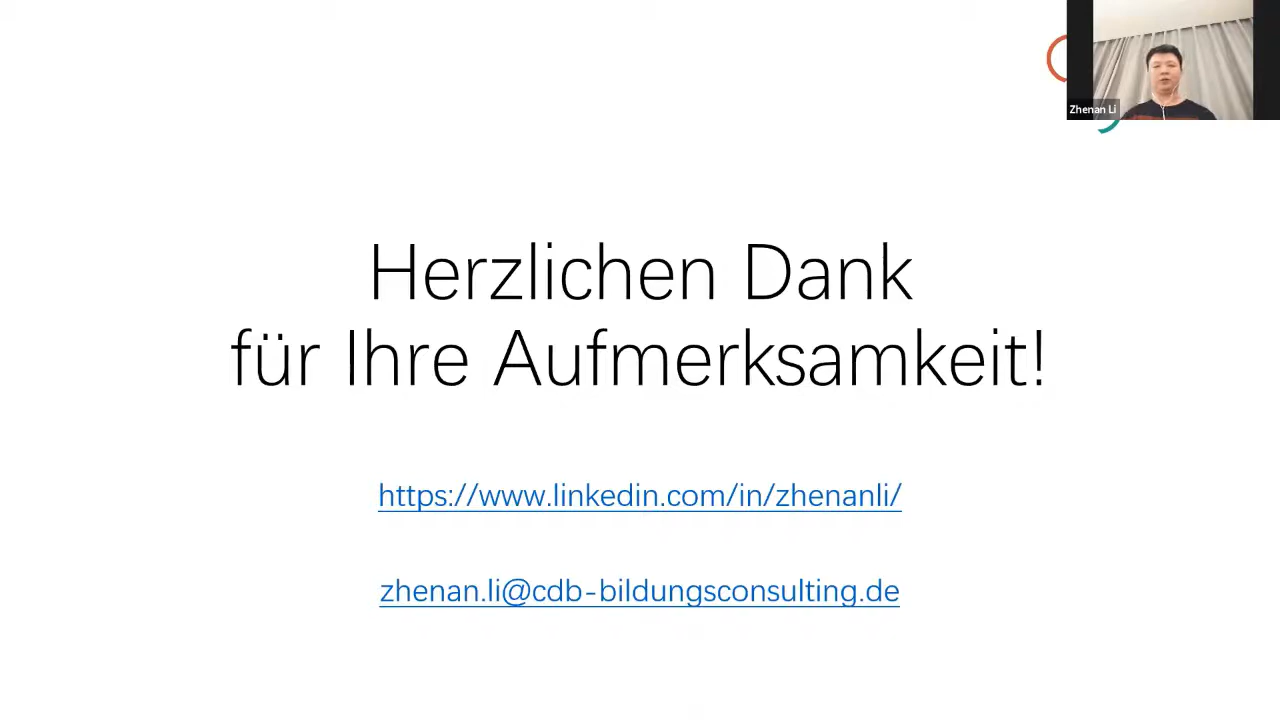 Zhenan Li
Herzlichen Dank
für Ihre Aufmerksamkeit!
https://www.linkedin.com/in/zhenanli/
zhenan.li@cdb-bildungsconsulting.de